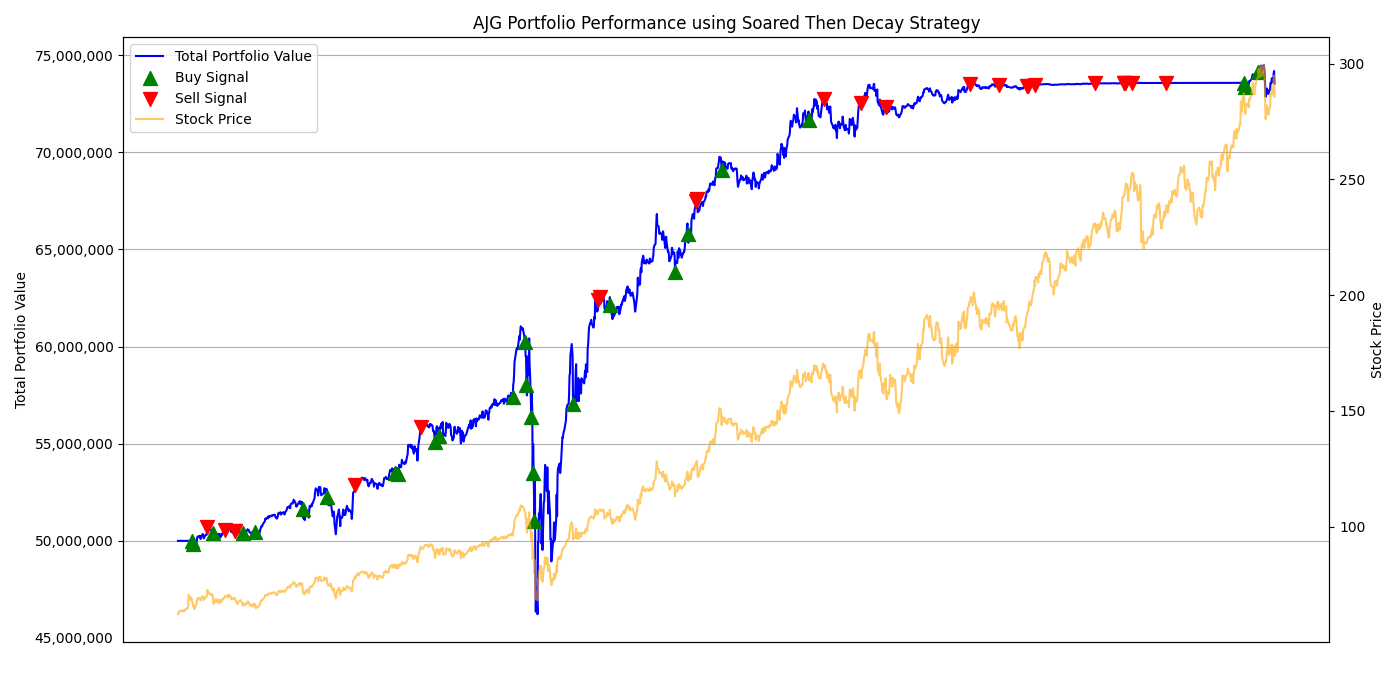 AJG Portfolio Performance using Soared Then Decay Strategy
Total Portfolio Value
Buy Signal
Sell Signal
Stock Price
75,000,000
70,000,000
65,000,000
60,000,000
55,000,000
50,000,000
45,000,000
Total Portfolio Value
300
250
200
150
100
Stock Price